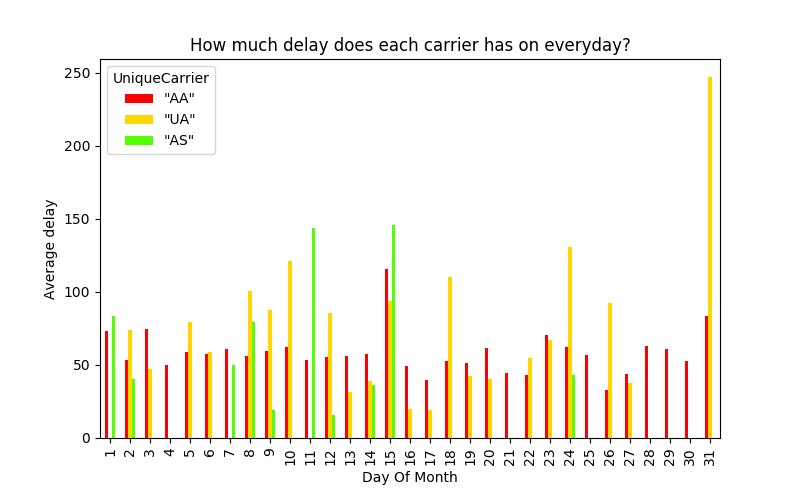 How much delay does each carrier has on everyday?
UniqueCarrier
"AA"
"UA"
"AS"
250
200
150
100
50
0
Average delay
1 2 3 4 5 6 7 8 9 10 11 12 13 14 15 16 17 18 19 20 21 22 23 24 25 26 27 28 29 30 31
Day Of Month